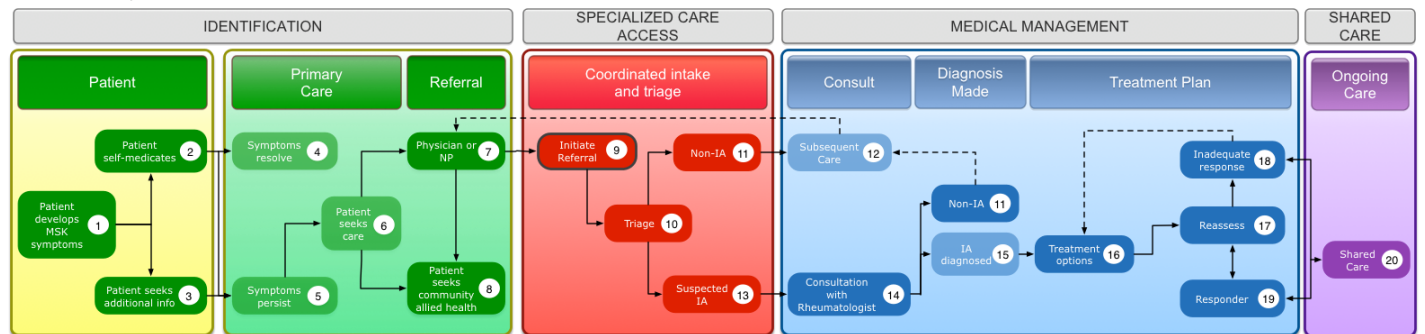 IDENTIFICATION
SPECIALIZED CARE
ACCESS
MEDICAL MANAGEMENT
SHARED
CARE
Patient
Primary
Care
Referral
Coordinated intake
and triage
Consult
Diagnosis
Made
Treatment Plan
Ongoing
Care
Patient
self-medicates
2
Symptoms
resolve
4
Physician or
NP
7
Initiate
Referral
9
Non-IA
11
Subsequent
Care
12
Inadequate
response
18
Patient
develops
MSK
symptoms
1
Patient
seeks
care
6
Triage
10
Non-IA
11
Reassess
17
IA
diagnosed
15
Treatment
options
16
Shared
Care
20
Patient seeks
additional info
3
Symptoms
persist
5
Patient
seeks
community
allied health
8
Suspected
IA
13
Consultation
with
Rheumatologist
14
Responder
19